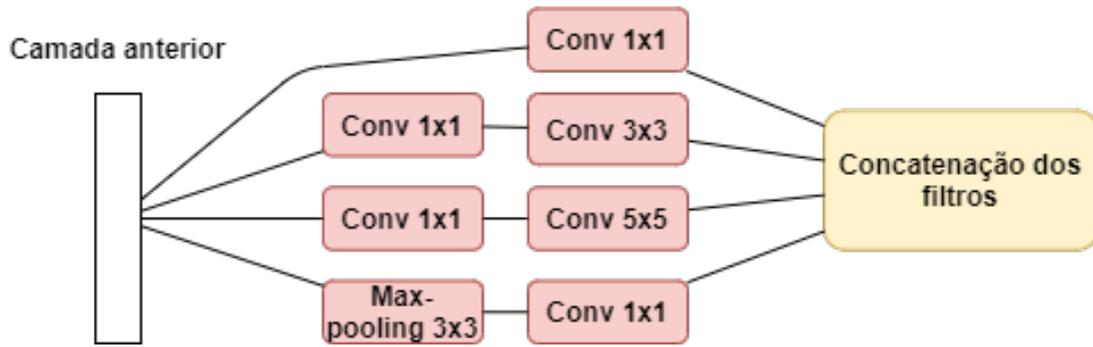 Camada anterior
Conv 1x1
Conv 1x1
Conv 3x3
Conv 1x1
Conv 5x5
Max-
pooling 3x3
Conv 1x1
Concatenação dos
filtros